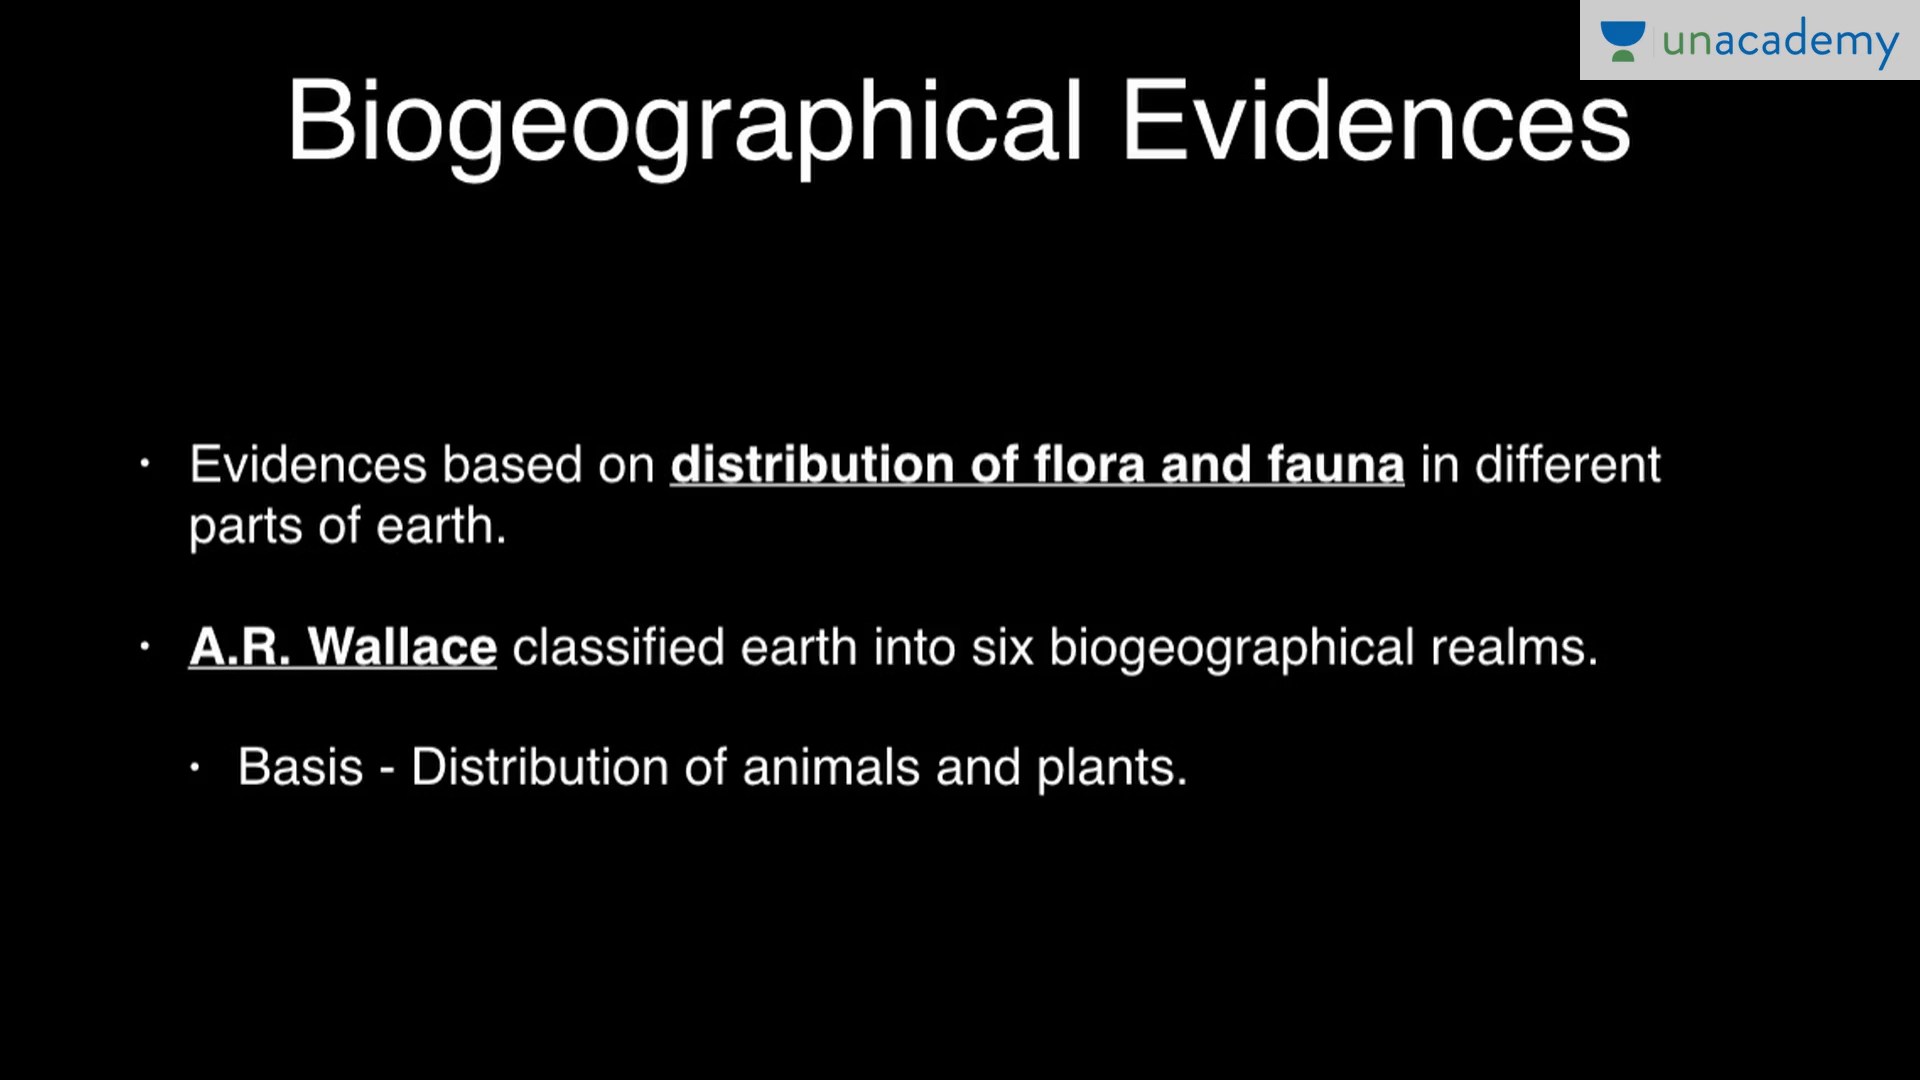 unacademy
Biogeographical Evidences
• Evidences based on distribution of flora and fauna in different
parts of earth.
• A.R. Wallace classified earth into six biogeographical realms.
• Basis - Distribution of animals and plants.